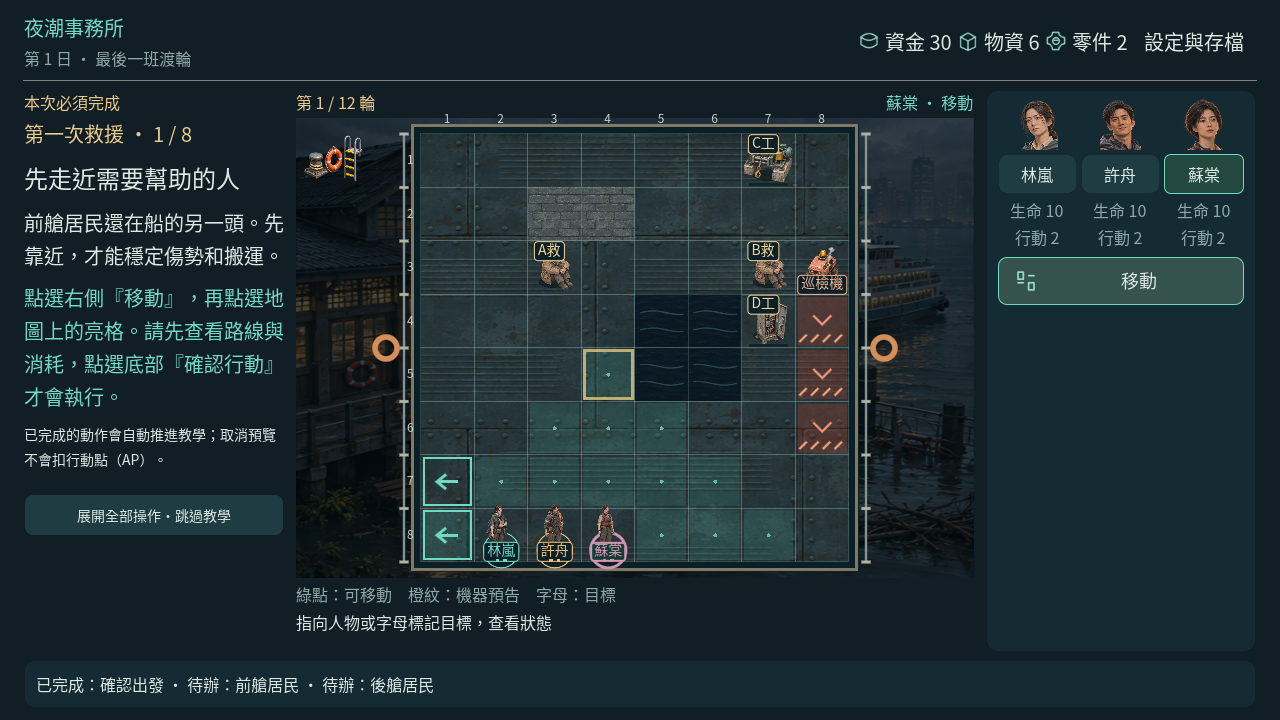 夜潮事務所
第 1 日 · 最後一班渡輪
資金 30 物資 6 零件 2 設定與存檔
本次必須完成
第一次救援 · 1 / 8
先走近需要幫助的人
前艙居民還在船的另一頭。先
靠近，才能穩定傷勢和搬運。
點選右側『移動』，再點選地
圖上的亮格。請先查看路線與
消耗，點選底部『確認行動』
才會執行。
已完成的動作會自動推進教學；取消預覽
不會扣行動點（AP）。
展開全部操作·跳過教學
第 1 / 12 輪
蘇棠 · 移動
1 2 3 4 5 6 7 8
1
2
3
4
5
6
7
8
C工
A救
B救
巡檢機
D工
林嵐
許舟
蘇棠
綠點：可移動 橙紋：機器預告 字母：目標
指向人物或字母標記目標，查看狀態
林嵐 許舟 蘇棠
生命 10 生命 10 生命 10
行動 2 行動 2 行動 2
移動
已完成：確認出發 · 待辦：前艙居民 · 待辦：後艙居民